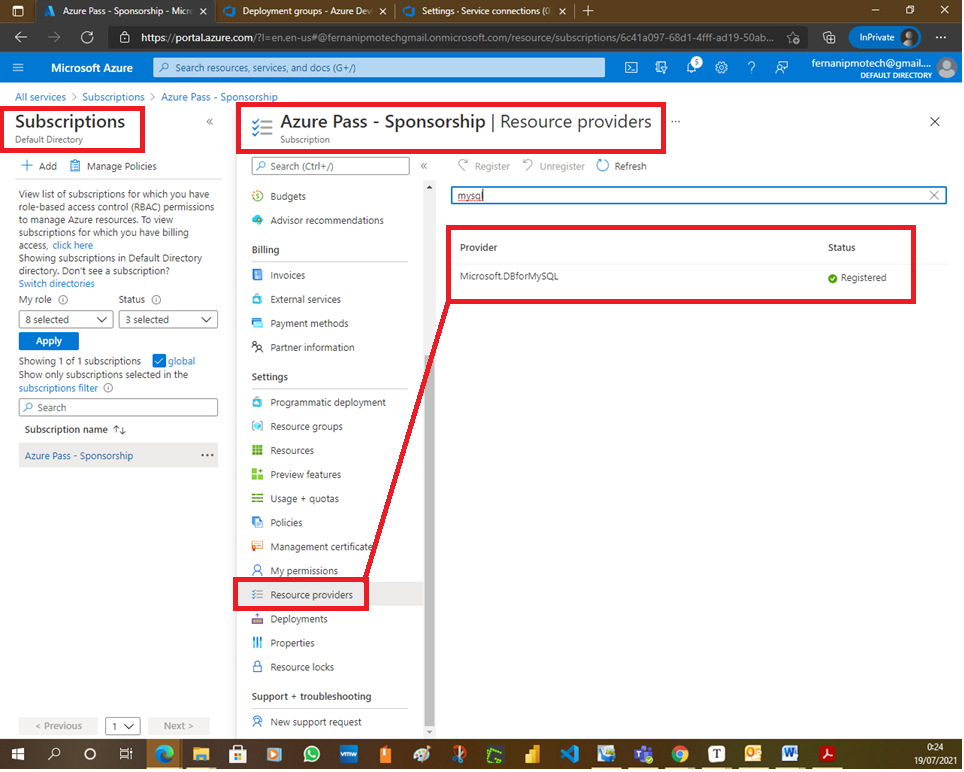 Azure Pass - Sponsorship - Micr
Deployment groups - Azure Dev
Settings · Service connections (0
https://portal.azure.com/?l=en.en-us#@fernanipmotechgmail.onmicrosoft.com/resource/subscriptions/6c41a097-68d1-4fff-ad19-50ab...
InPrivate
Microsoft Azure
Search resources, services, and docs (G+/)
5
fernanipmotech@gmail....
DEFAULT DIRECTORY
All services > Subscriptions > Azure Pass - Sponsorship
Subscriptions
Default Directory
«
Add
Manage Policies
View list of subscriptions for which you have
role-based access control (RBAC) permissions
to manage Azure resources. To view
subscriptions for which you have billing
access, click here
Showing subscriptions in Default Directory
directory. Don't see a subscription?
Switch directories
My role
Status
8 selected
3 selected
Apply
Showing 1 of 1 subscriptions
global
Show only subscriptions selected in the
subscriptions filter
Search
Subscription name ↑↓
Azure Pass - Sponsorship
...
< Previous
1
Next >
Azure Pass - Sponsorship | Resource providers
...
Subscription
Search (Ctrl+/)
«
Budgets
Advisor recommendations
Billing
Invoices
External services
Payment methods
Partner information
Settings
Programmatic deployment
Resource groups
Resources
Preview features
Usage + quotas
Policies
Management certificate
My permissions
Resource providers
Deployments
Properties
Resource locks
Support + troubleshooting
New support request
Register
Unregister
Refresh
mysql
Provider
Status
Microsoft.DBforMySQL
Registered
vmw
T
0:24
19/07/2021